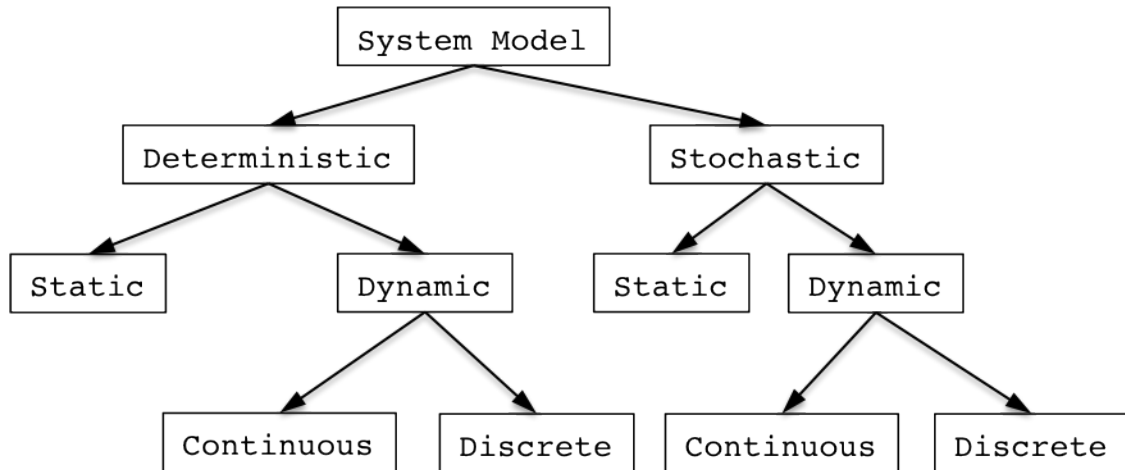 System Model
Deterministic
Stochastic
Static
Dynamic
Static
Dynamic
Continuous
Discrete
Continuous
Discrete